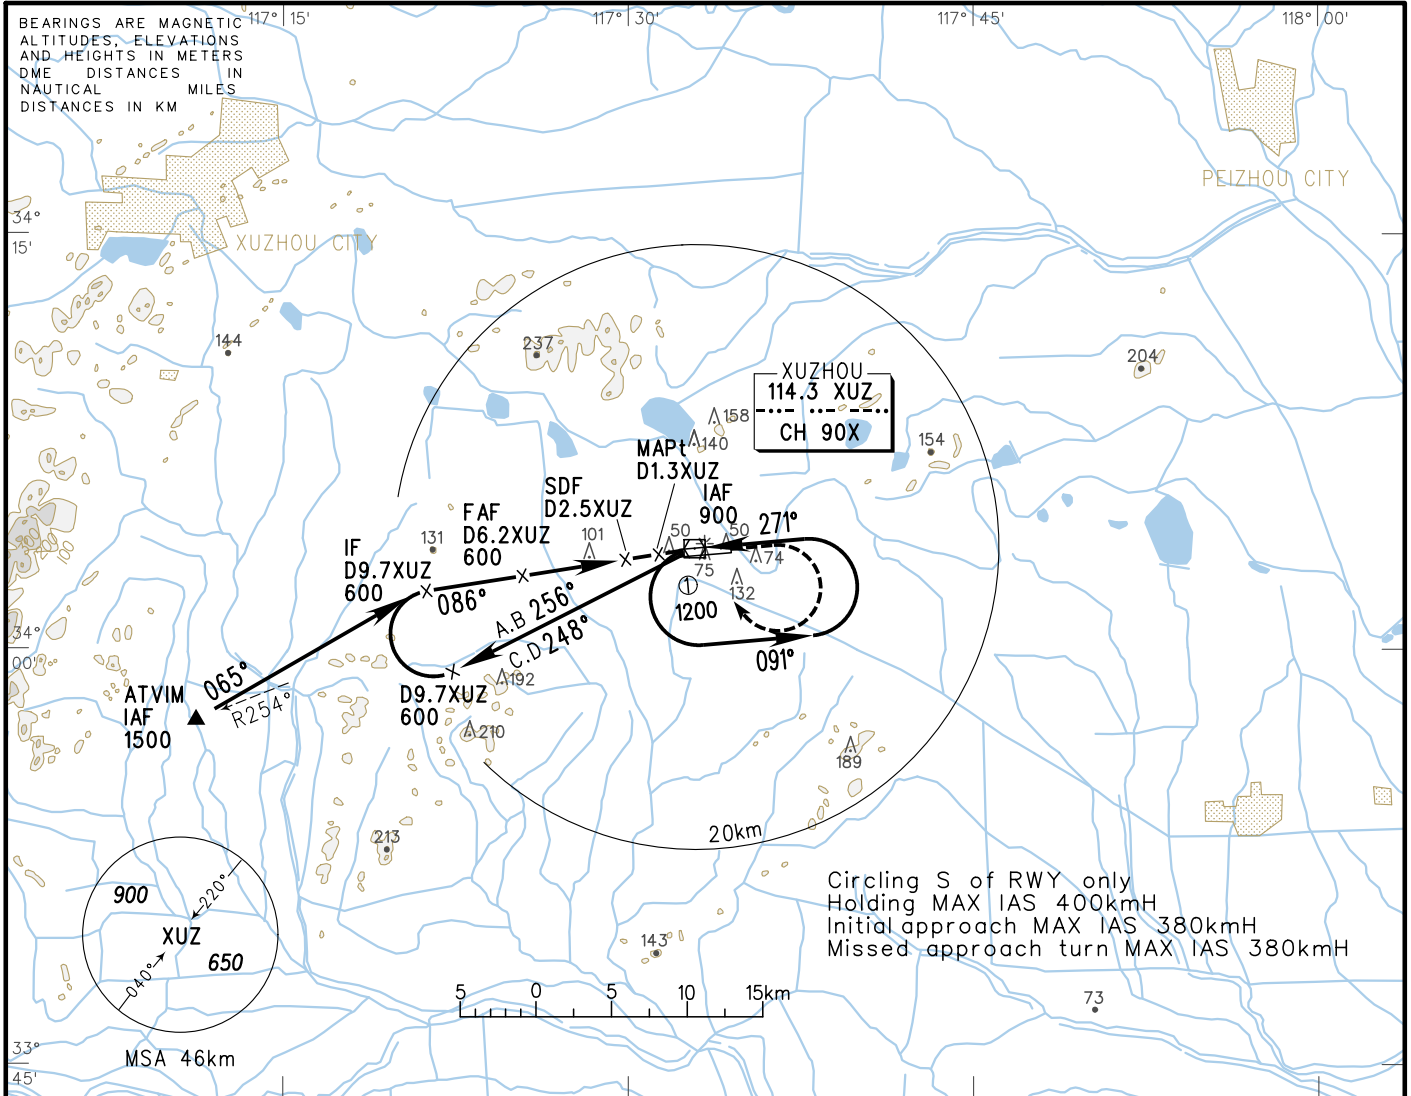 BEARINGS ARE MAGNETIC
ALTITUDES, ELEVATIONS
AND HEIGHTS IN METERS
DME DISTANCES IN
NAUTICAL MILES
DISTANCES IN KM
117° 15'
117° 30'
117° 45'
118° 00'
PEIZHOU CITY
34°
15'
XUZHOU CITY
144
237
204
XUZHOU
114.3 XUZ
CH 90X
158
140
154
MAPt
D1.3XUZ
IAF
900
SDF
D2.5XUZ
FAF
D6.2XUZ
600
131
101
50
50
271°
74
75
132
IF
D9.7XUZ
600
086°
A.B 256°
C.D 248°
1
1200
091°
34°
00'
065°
R254°
ATVIM
IAF
1500
D9.7XUZ
600
192
210
189
20km
213
900
220°
XUZ
650
040°
MSA 46km
Circling S of RWY only
Holding MAX IAS 400kmH
Initial approach MAX IAS 380kmH
Missed approach turn MAX IAS 380kmH
143
5 0 5 10 15km
73
33°
45'